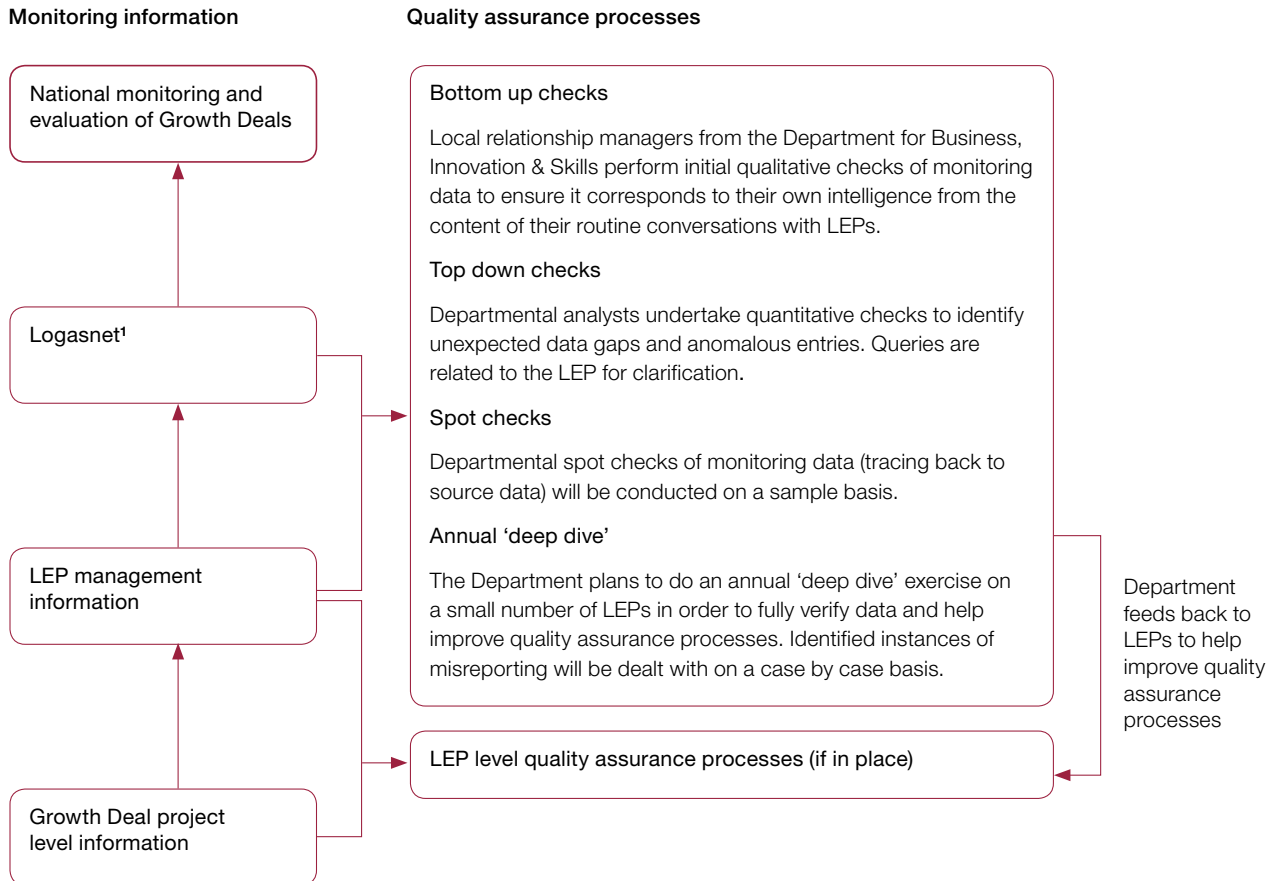 Monitoring information
Quality assurance processes
National monitoring and
evaluation of Growth Deals
Logasnet¹
LEP management
information
Growth Deal project
level information
Bottom up checks
Local relationship managers from the Department for Business,
Innovation & Skills perform initial qualitative checks of monitoring
data to ensure it corresponds to their own intelligence from the
content of their routine conversations with LEPs.
Top down checks
Departmental analysts undertake quantitative checks to identify
unexpected data gaps and anomalous entries. Queries are
related to the LEP for clarification.
Spot checks
Departmental spot checks of monitoring data (tracing back to
source data) will be conducted on a sample basis.
Annual ‘deep dive’
The Department plans to do an annual ‘deep dive’ exercise on
a small number of LEPs in order to fully verify data and help
improve quality assurance processes. Identified instances of
misreporting will be dealt with on a case by case basis.
LEP level quality assurance processes (if in place)
Department
feeds back to
LEPs to help
improve quality
assurance
processes